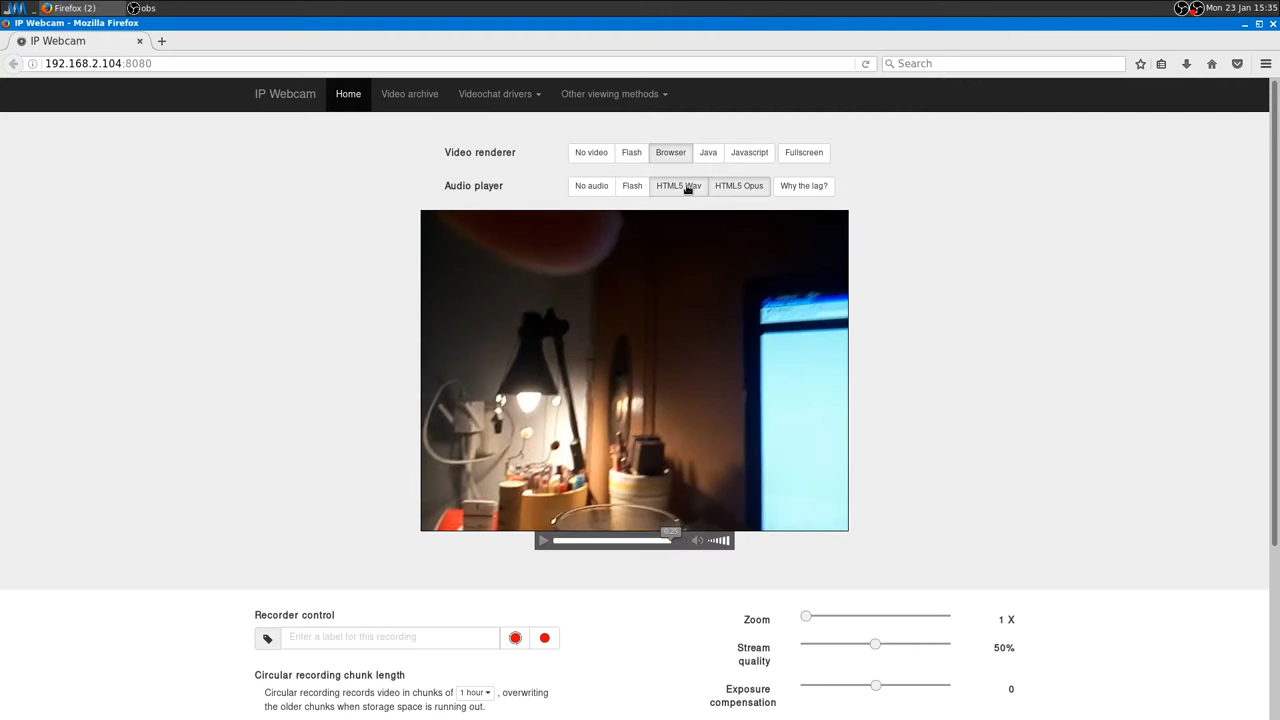 Firefox (2) obs Mon 23 Jan 15:35
IP Webcam - Mozilla Firefox
IP Webcam
192.168.2.104:8080 Search
IP Webcam Home Video archive Videochat drivers Other viewing methods
Video renderer No video Flash Browser Java Javascript Fullscreen
Audio player No audio Flash HTML5 Wav HTML5 Opus Why the lag?
0:25
Recorder control
Enter a label for this recording
Circular recording chunk length
Circular recording records video in chunks of 1 hour , overwriting
the older chunks when storage space is running out.
Zoom 1 X
Stream
quality 50%
Exposure
compensation 0